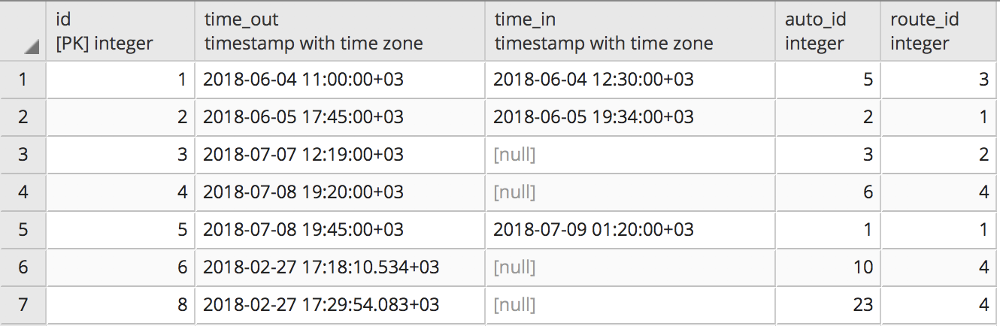 id time_out time_in auto_id route_id
[PK] integer timestamp with time zone timestamp with time zone integer integer
1 1 2018-06-04 11:00:00+03 2018-06-04 12:30:00+03 5 3
2 2 2018-06-05 17:45:00+03 2018-06-05 19:34:00+03 2 1
3 3 2018-07-07 12:19:00+03 [null] 3 2
4 4 2018-07-08 19:20:00+03 [null] 6 4
5 5 2018-07-08 19:45:00+03 2018-07-09 01:20:00+03 1 1
6 6 2018-02-27 17:18:10.534+03 [null] 10 4
7 8 2018-02-27 17:29:54.083+03 [null] 23 4